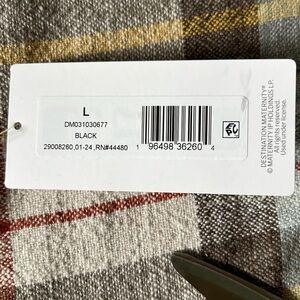 L
DM031030677
BLACK
29008260,01-24 ,RN#44480
1 96498 36260 4
DESTINATION MATERNITY®
© MATERNITY IP HOLDINGS LP.
All rights reserved.
Used under license.